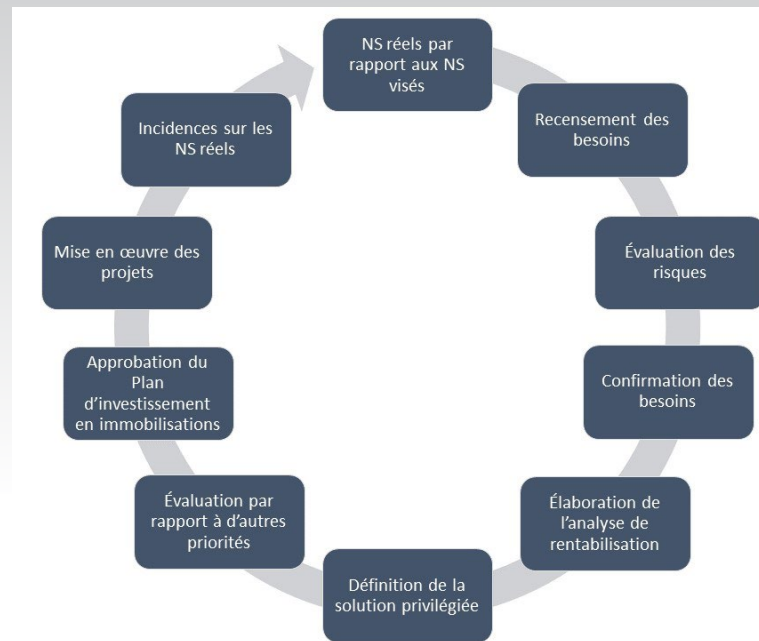 NS réels par
rapport aux NS
visés
Recensement des
besoins
Évaluation des
risques
Confirmation des
besoins
Élaboration de
l'analyse de
rentabilisation
Définition de la
solution privilégiée
Évaluation par
rapport à d'autres
priorités
Approbation du
Plan
d'investissement
en immobilisations
Mise en œuvre des
projets
Incidences sur les
NS réels